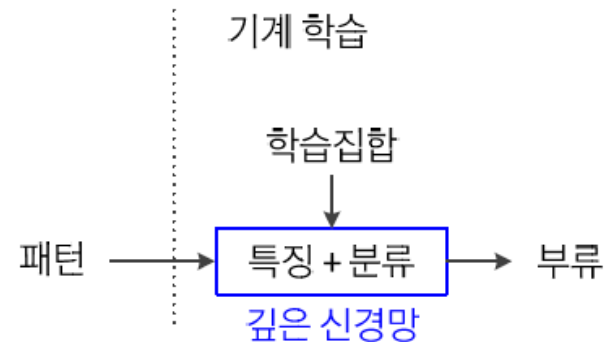 기계 학습
학습집합
패턴
특징 + 분류
부류
깊은 신경망